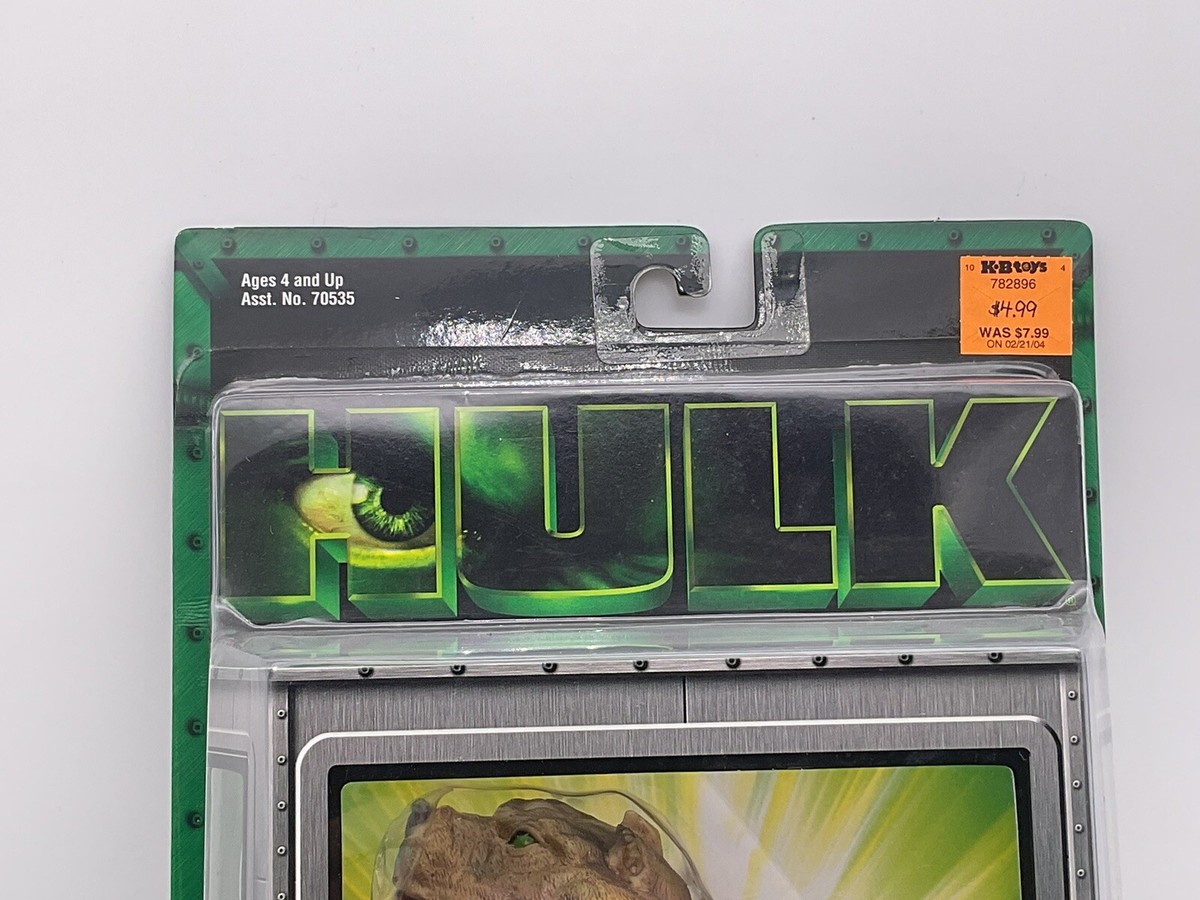 Ages 4 and Up
Asst. No. 70535
10 K·B toys 4
782896
$4.99
WAS $7.99
ON 02/21/04
HULK